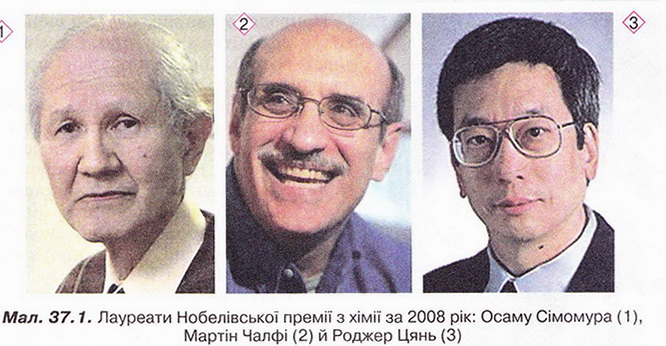 1
2
3
Мал. 37.1. Лауреати Нобелівської премії з хімії за 2008 рік: Осаму Сімомура (1),
Мартін Чалфі (2) й Роджер Цянь (3)